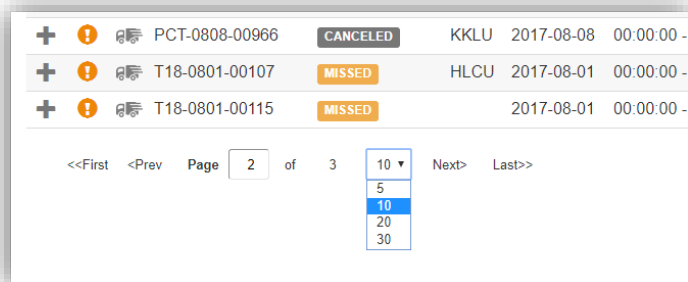 PCT-0808-00966 CANCELED KKLU 2017-08-08 00:00:00 -
T18-0801-00107 MISSED HLCU 2017-08-01 00:00:00 -
T18-0801-00115 MISSED 2017-08-01 00:00:00 -
<<First <Prev Page 2 of 3 10 Next> Last>>
5
10
20
30